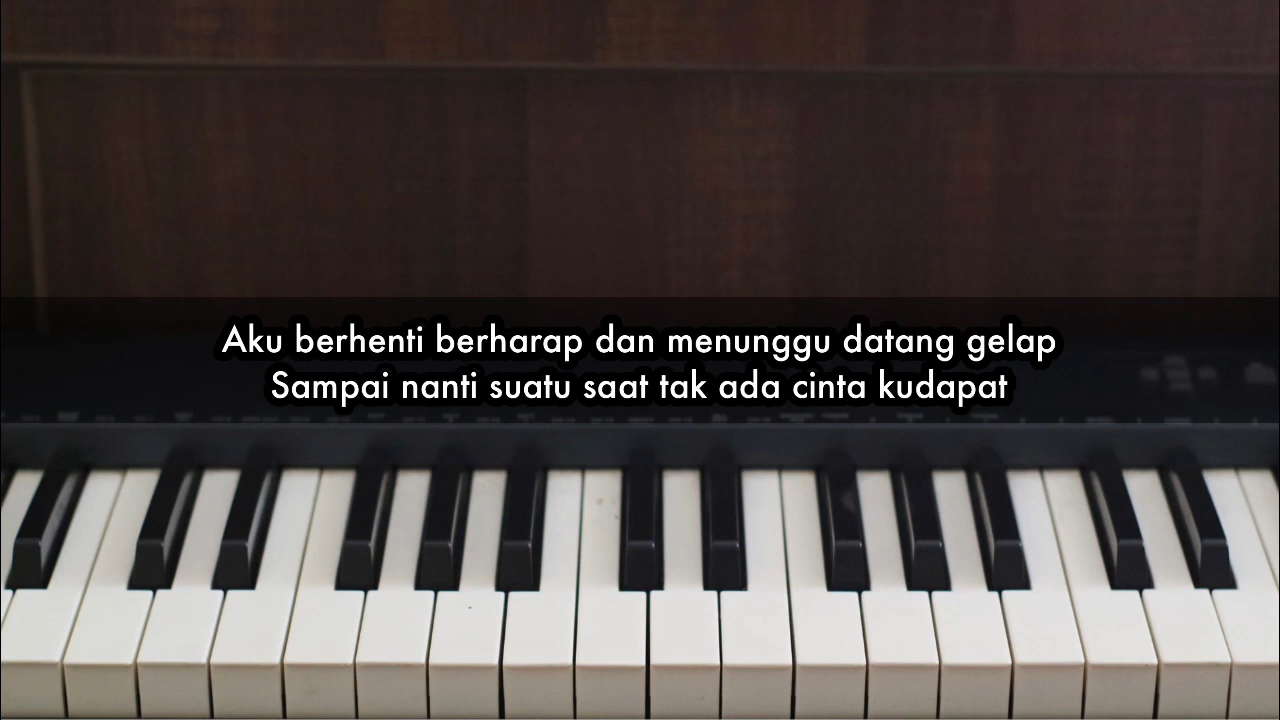 Aku berhenti berharap dan menunggu datang gelap
Sampai nanti suatu saat tak ada cinta kudapat